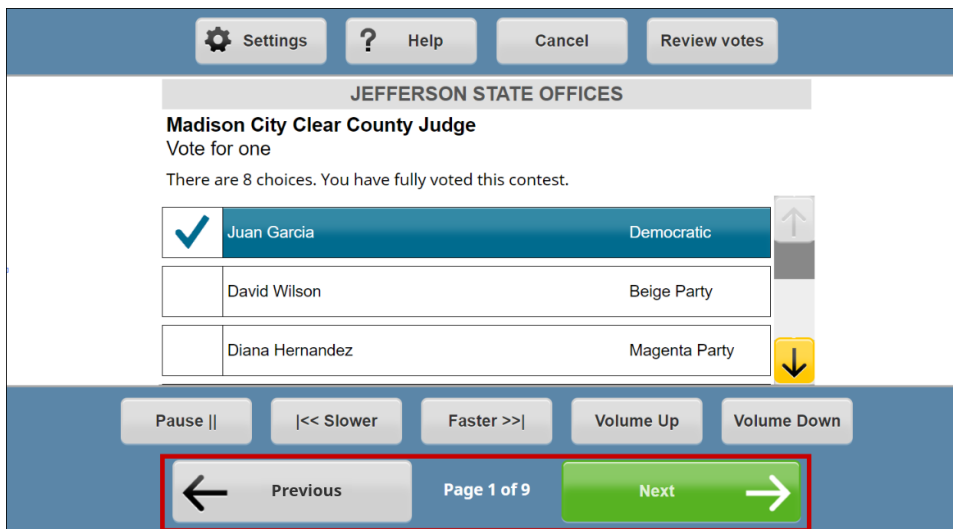 Settings
? Help
Cancel
Review votes
JEFFERSON STATE OFFICES
Madison City Clear County Judge
Vote for one
There are 8 choices. You have fully voted this contest.
Juan Garcia Democratic
David Wilson Beige Party
Diana Hernandez Magenta Party
Pause ||
|<< Slower
Faster >>|
Volume Up
Volume Down
Previous
Page 1 of 9
Next